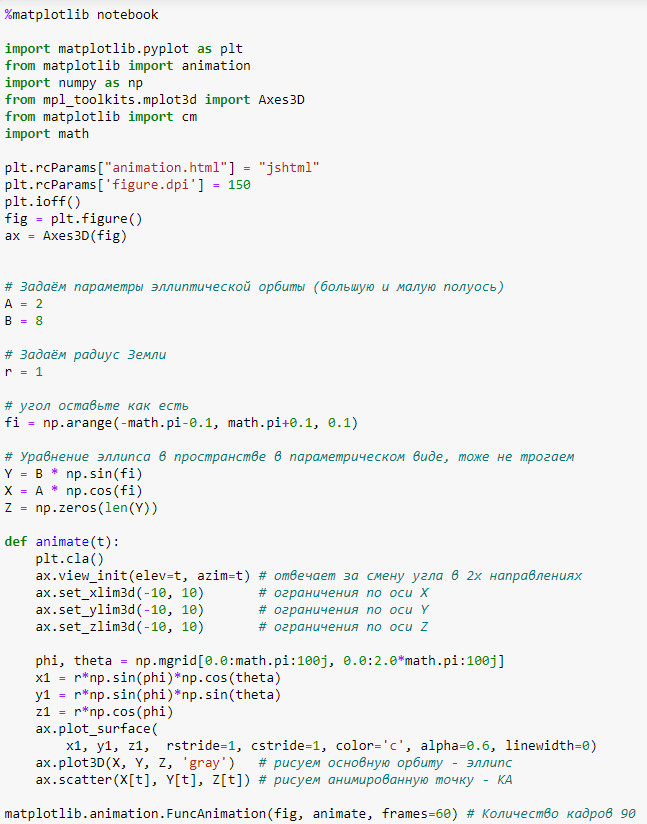 %matplotlib notebook
import matplotlib.pyplot as plt
from matplotlib import animation
import numpy as np
from mpl_toolkits.mplot3d import Axes3D
from matplotlib import cm
import math
plt.rcParams["animation.html"] = "jshtml"
plt.rcParams['figure.dpi'] = 150
plt.ioff()
fig = plt.figure()
ax = Axes3D(fig)
# Задаём параметры эллиптической орбиты (большую и малую полуось)
A = 2
B = 8
# Задаём радиус Земли
r = 1
# угол оставьте как есть
fi = np.arange(-math.pi-0.1, math.pi+0.1, 0.1)
# Уравнение эллипса в пространстве в параметрическом виде, тоже не трогаем
Y = B * np.sin(fi)
X = A * np.cos(fi)
Z = np.zeros(len(Y))
def animate(t):
    plt.cla()
    ax.view_init(elev=t, azim=t) # отвечает за смену угла в 2х направлениях
    ax.set_xlim3d(-10, 10)       # ограничения по оси X
    ax.set_ylim3d(-10, 10)       # ограничения по оси Y
    ax.set_zlim3d(-10, 10)       # ограничения по оси Z
    phi, theta = np.mgrid[0.0:math.pi:100j, 0.0:2.0*math.pi:100j]
    x1 = r*np.sin(phi)*np.cos(theta)
    y1 = r*np.sin(phi)*np.sin(theta)
    z1 = r*np.cos(phi)
    ax.plot_surface(
        x1, y1, z1,  rstride=1, cstride=1, color='c', alpha=0.6, linewidth=0)
    ax.plot3D(X, Y, Z, 'gray')   # рисуем основную орбиту - эллипс
    ax.scatter(X[t], Y[t], Z[t]) # рисуем анимированную точку - КА
matplotlib.animation.FuncAnimation(fig, animate, frames=60) # Количество кадров 90